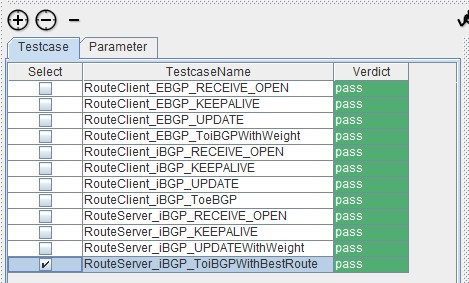 Testcase Parameter
Select TestcaseName Verdict
RouteClient_EBGP_RECEIVE_OPEN pass
RouteClient_EBGP_KEEPALIVE pass
RouteClient_EBGP_UPDATE pass
RouteClient_EBGP_ToiBGPWithWeight pass
RouteClient_iBGP_RECEIVE_OPEN pass
RouteClient_iBGP_KEEPALIVE pass
RouteClient_iBGP_UPDATE pass
RouteClient_iBGP_ToeBGP pass
RouteServer_iBGP_RECEIVE_OPEN pass
RouteServer_iBGP_KEEPALIVE pass
RouteServer_iBGP_UPDATEWithWeight pass
RouteServer_iBGP_ToiBGPWithBestRoute pass